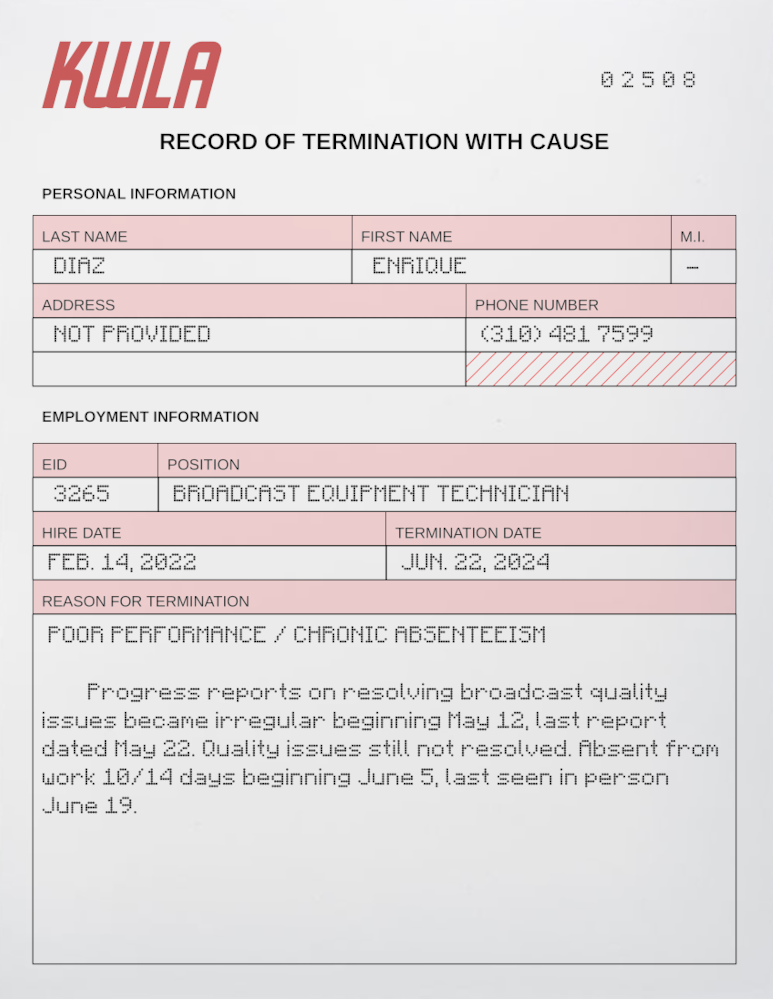 KWLA
02508
RECORD OF TERMINATION WITH CAUSE
PERSONAL INFORMATION
LAST NAME FIRST NAME M.I.
DIAZ ENRIQUE —
ADDRESS PHONE NUMBER
NOT PROVIDED (310) 481 7599
EMPLOYMENT INFORMATION
EID POSITION
3265 BROADCAST EQUIPMENT TECHNICIAN
HIRE DATE TERMINATION DATE
FEB. 14, 2022 JUN. 22, 2024
REASON FOR TERMINATION
POOR PERFORMANCE / CHRONIC ABSENTEEISM
Progress reports on resolving broadcast quality
issues became irregular beginning May 12, last report
dated May 22. Quality issues still not resolved. Absent from
work 10/14 days beginning June 5, last seen in person
June 19.